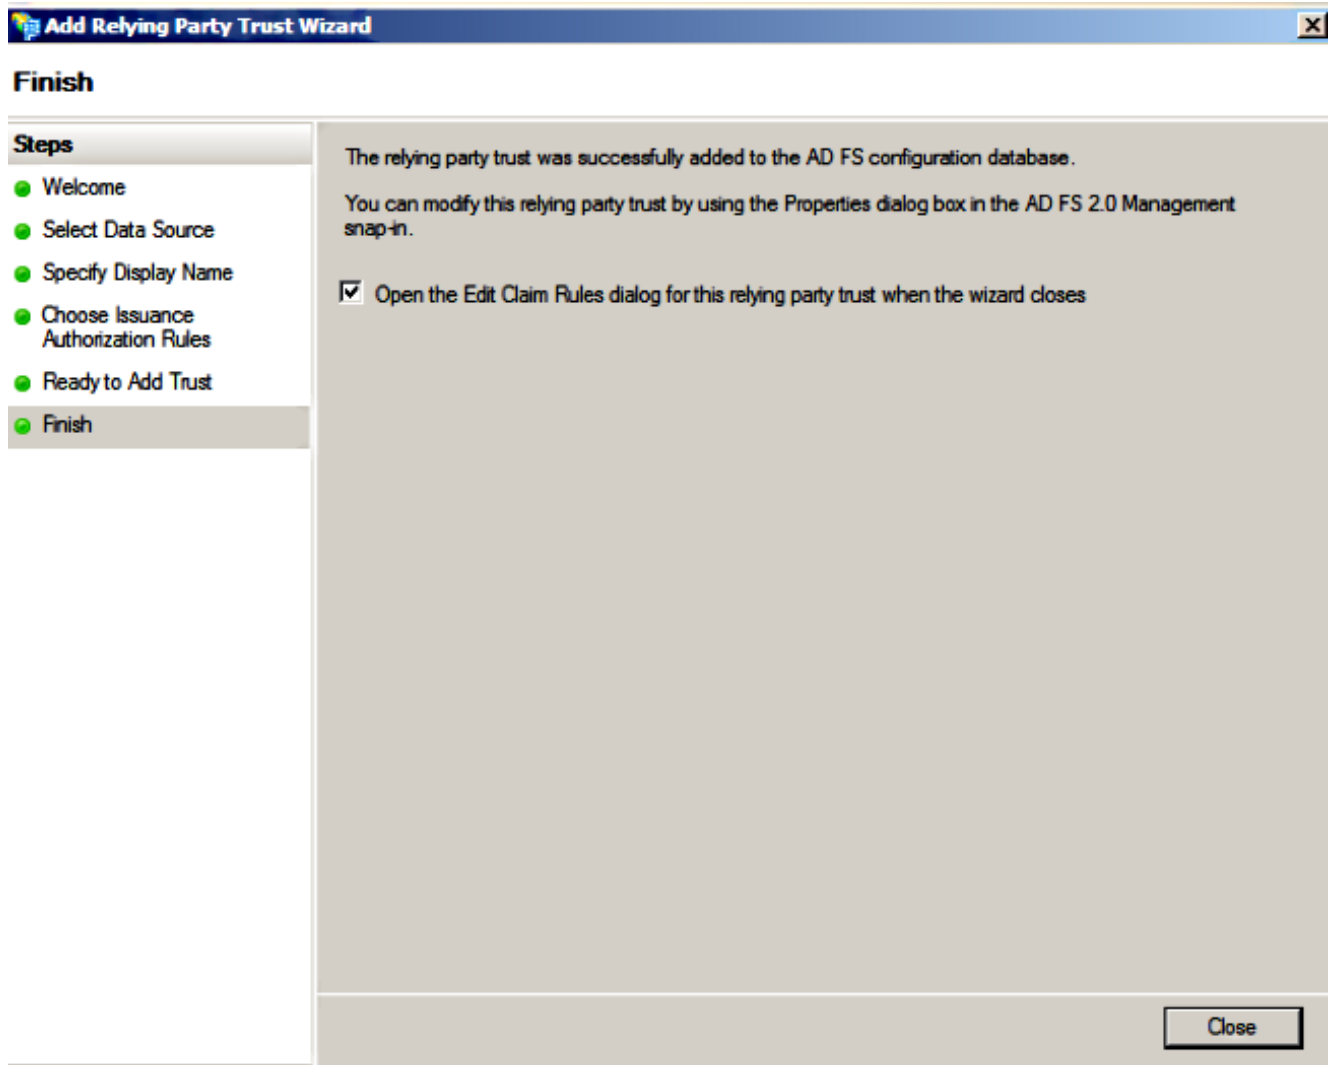 Add Relying Party Trust Wizard
Finish
Steps
Welcome
Select Data Source
Specify Display Name
Choose Issuance
Authorization Rules
Ready to Add Trust
Finish
The relying party trust was successfully added to the AD FS configuration database.
You can modify this relying party trust by using the Properties dialog box in the AD FS 2.0 Management
snap-in.
Open the Edit Claim Rules dialog for this relying party trust when the wizard closes
Close